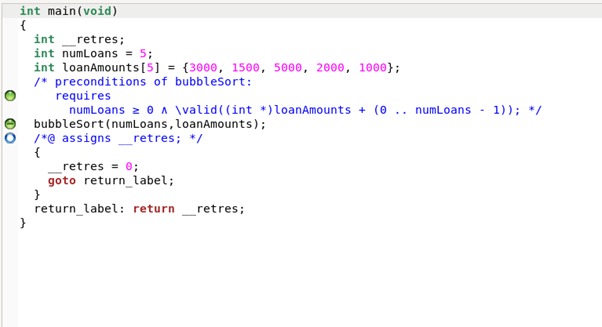 int main(void)
{
int __retres;
int numLoans = 5;
int loanAmounts[5] = {3000, 1500, 5000, 2000, 1000};
/* preconditions of bubbleSort:
requires
numLoans ≥ 0 ∧ \valid((int *)loanAmounts + (0 .. numLoans - 1)); */
bubbleSort(numLoans,loanAmounts);
/*@ assigns __retres; */
{
__retres = 0;
goto return_label;
}
return_label: return __retres;
}